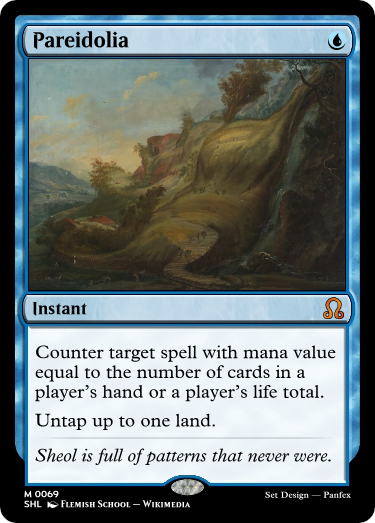 Pareidolia
Instant
Counter target spell with mana value
equal to the number of cards in a
player's hand or a player's life total.
Untap up to one land.
Sheol is full of patterns that never were.
M 0069
SHL Flemish School — Wikimedia
Set Design — Panfex